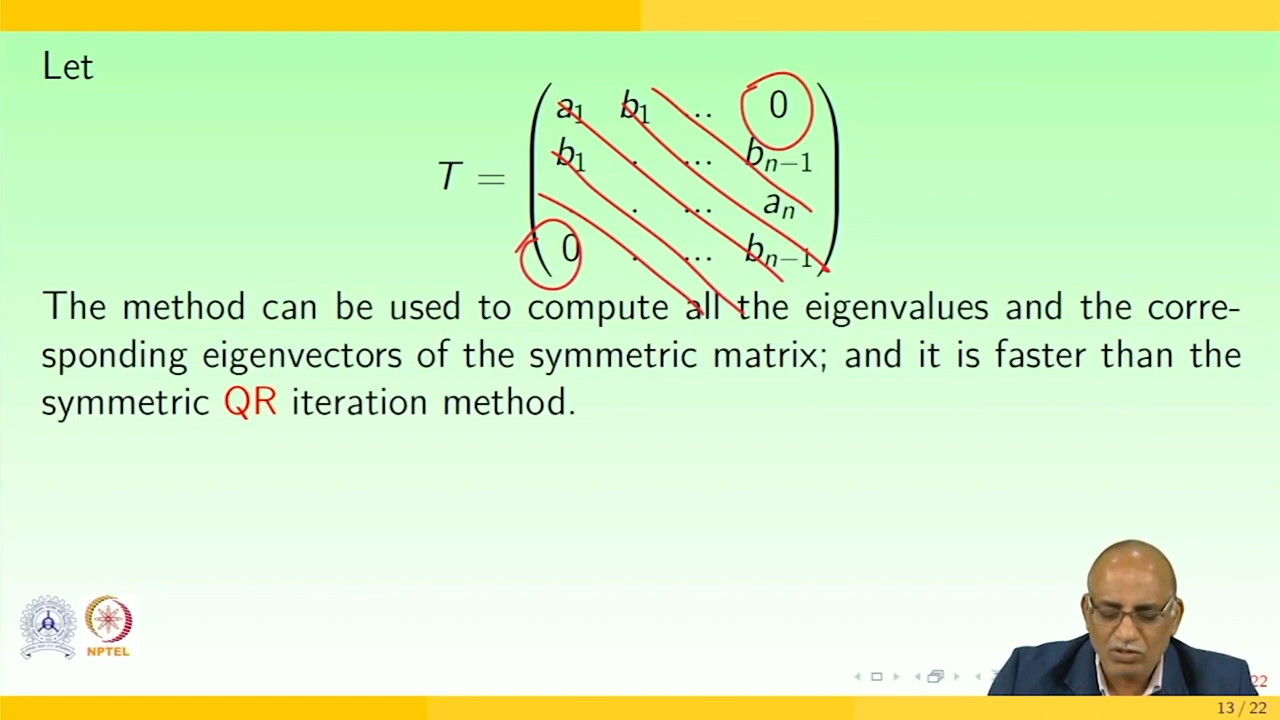 Let
T = ( a₁ b₁ ... 0
b₁ . ... bₙ₋₁
. ... aₙ
0 . ... bₙ₋₁ )
The method can be used to compute all the eigenvalues and the corre-
sponding eigenvectors of the symmetric matrix; and it is faster than the
symmetric QR iteration method.
NPTEL
22
13 / 22